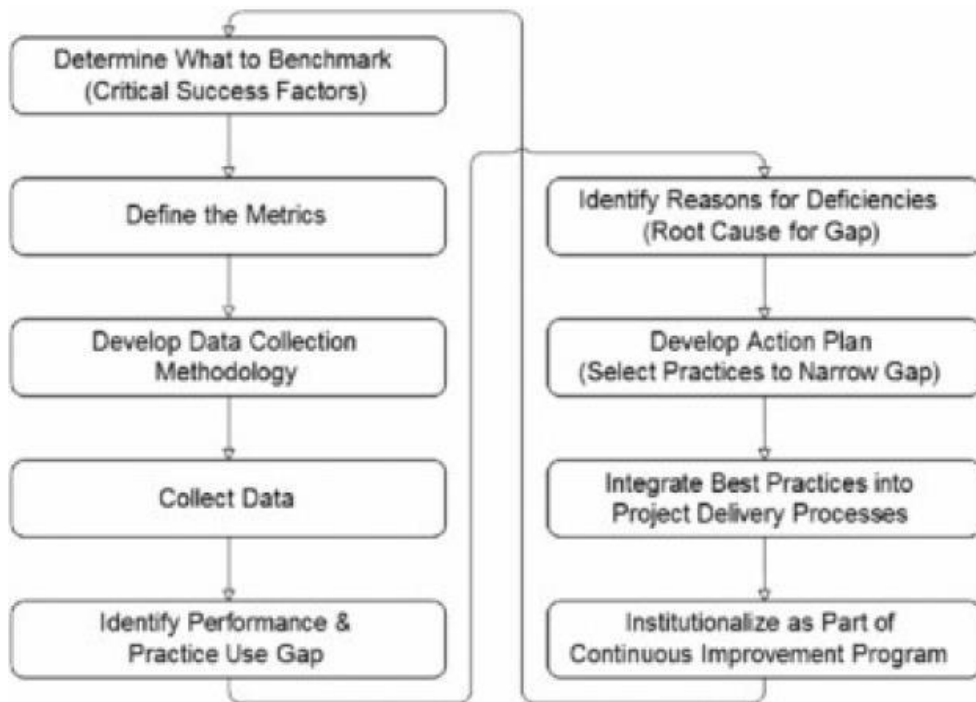 Determine What to Benchmark
(Critical Success Factors)
Define the Metrics
Develop Data Collection
Methodology
Collect Data
Identify Performance &
Practice Use Gap
Identify Reasons for Deficiencies
(Root Cause for Gap)
Develop Action Plan
(Select Practices to Narrow Gap)
Integrate Best Practices into
Project Delivery Processes
Institutionalize as Part of
Continuous Improvement Program